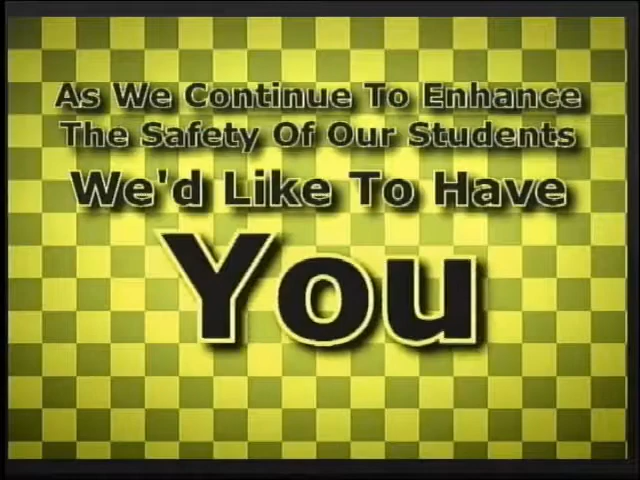 As We Continue To Enhance
The Safety Of Our Students
We'd Like To Have
You